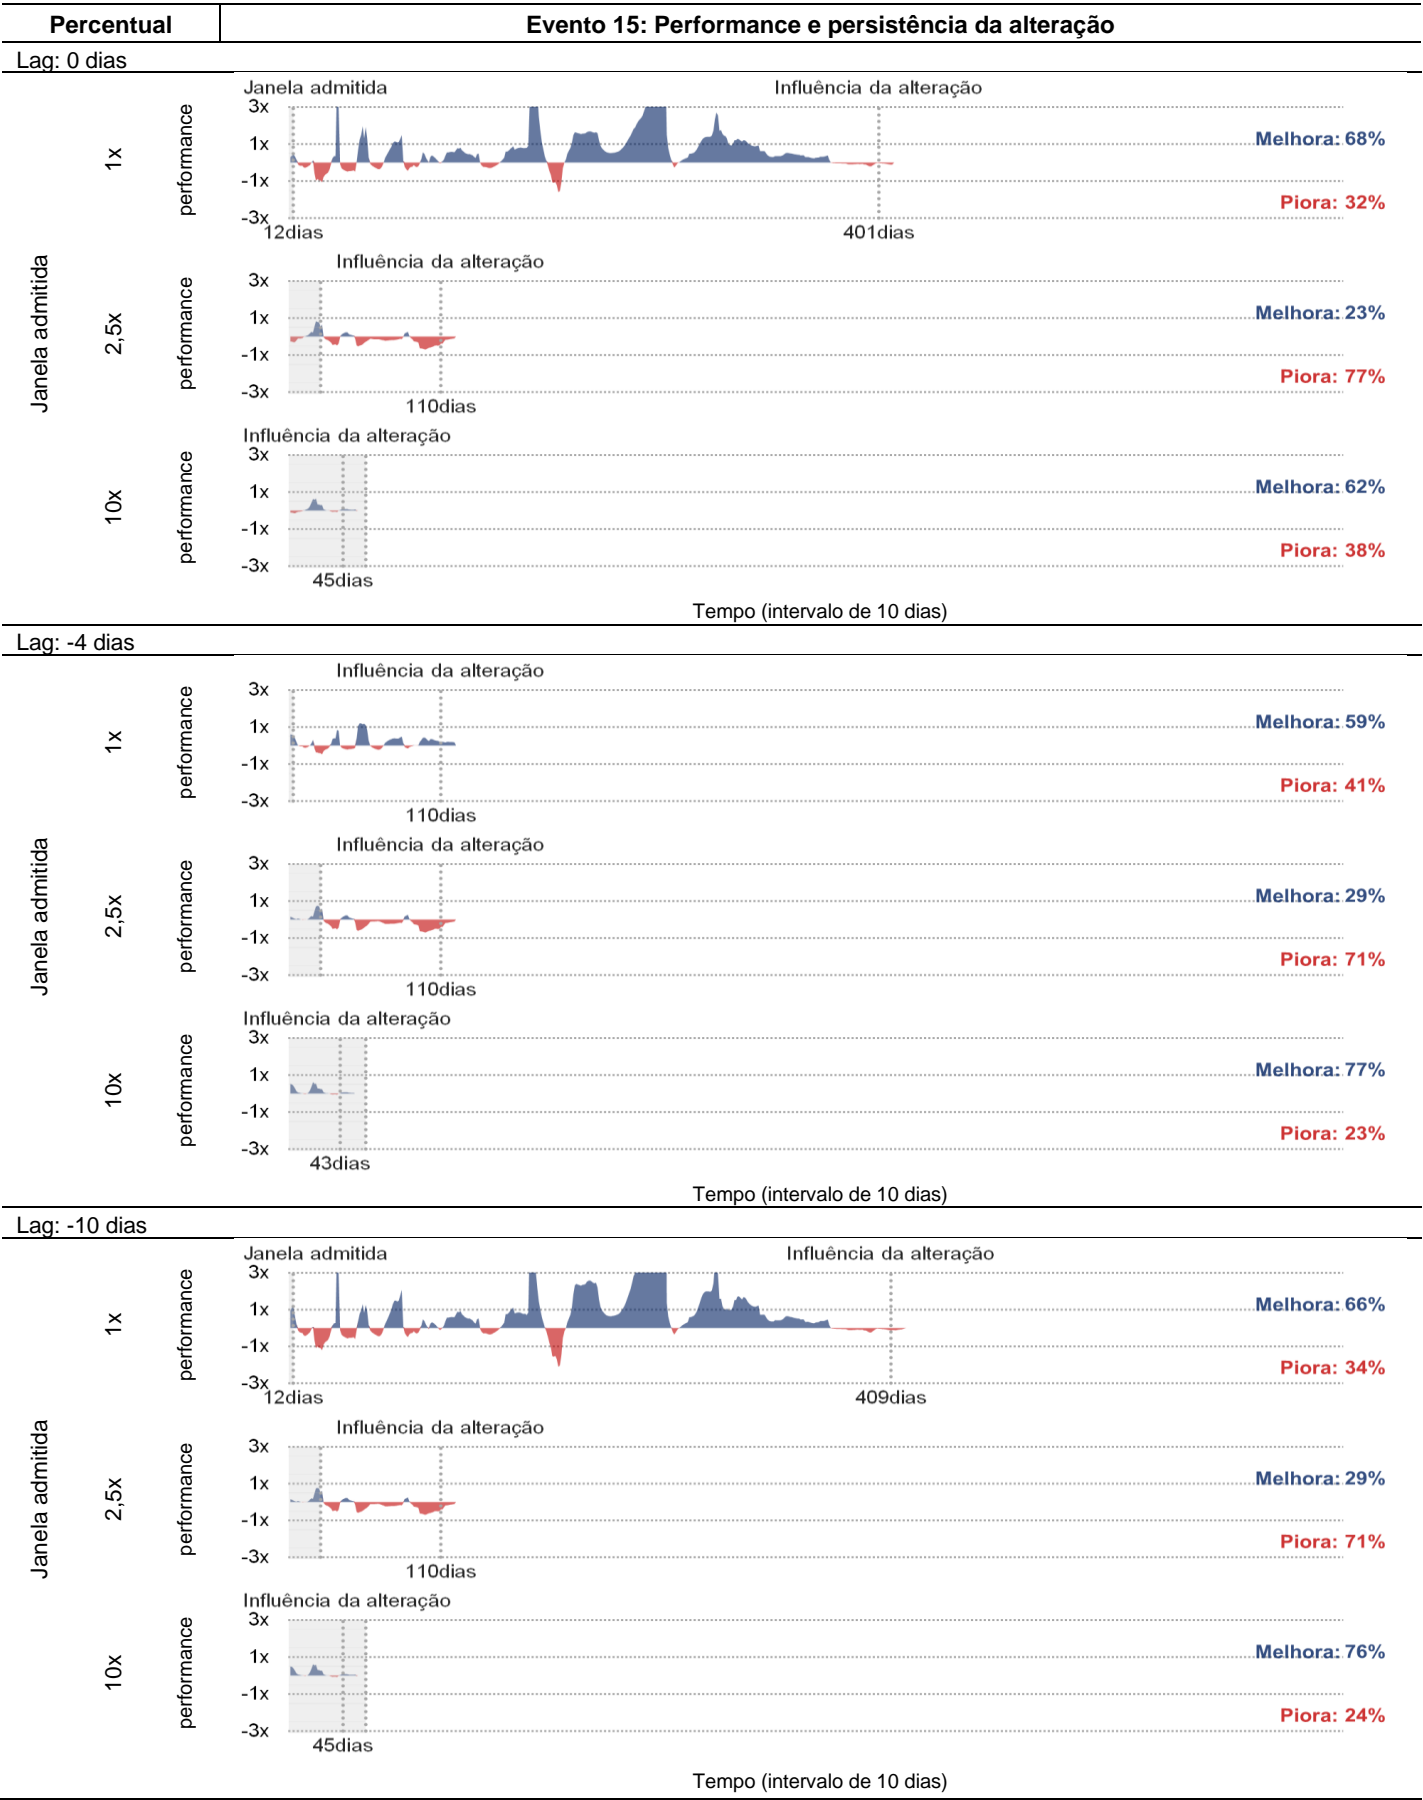 Percentual
Evento 15: Performance e persistência da alteração
Lag: 0 dias
Janela admitida
1x
performance
Janela admitida
Influência da alteração
3x
1x
-1x
-3x
12dias
401dias
Melhora: 68%
Piora: 32%
2,5x
performance
Influência da alteração
3x
1x
-1x
-3x
110dias
Melhora: 23%
Piora: 77%
10x
performance
Influência da alteração
3x
1x
-1x
-3x
45dias
Melhora: 62%
Piora: 38%
Tempo (intervalo de 10 dias)
Lag: -4 dias
Janela admitida
1x
performance
Influência da alteração
3x
1x
-1x
-3x
110dias
Melhora: 59%
Piora: 41%
2,5x
performance
Influência da alteração
3x
1x
-1x
-3x
110dias
Melhora: 29%
Piora: 71%
10x
performance
Influência da alteração
3x
1x
-1x
-3x
43dias
Melhora: 77%
Piora: 23%
Tempo (intervalo de 10 dias)
Lag: -10 dias
Janela admitida
1x
performance
Janela admitida
Influência da alteração
3x
1x
-1x
-3x
12dias
409dias
Melhora: 66%
Piora: 34%
2,5x
performance
Influência da alteração
3x
1x
-1x
-3x
110dias
Melhora: 29%
Piora: 71%
10x
performance
Influência da alteração
3x
1x
-1x
-3x
45dias
Melhora: 76%
Piora: 24%
Tempo (intervalo de 10 dias)